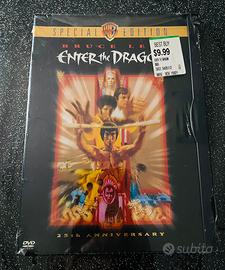 SPECIAL EDITION
BRUCE LEE
ENTER THE DRAGON
BEST BUY
$9.99
25th ANNIVERSARY
DVD
subito